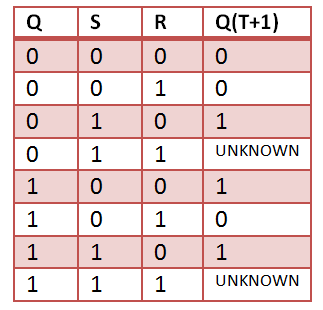 Q S R Q(T+1)
0 0 0 0
0 0 1 0
0 1 0 1
0 1 1 UNKNOWN
1 0 0 1
1 0 1 0
1 1 0 1
1 1 1 UNKNOWN